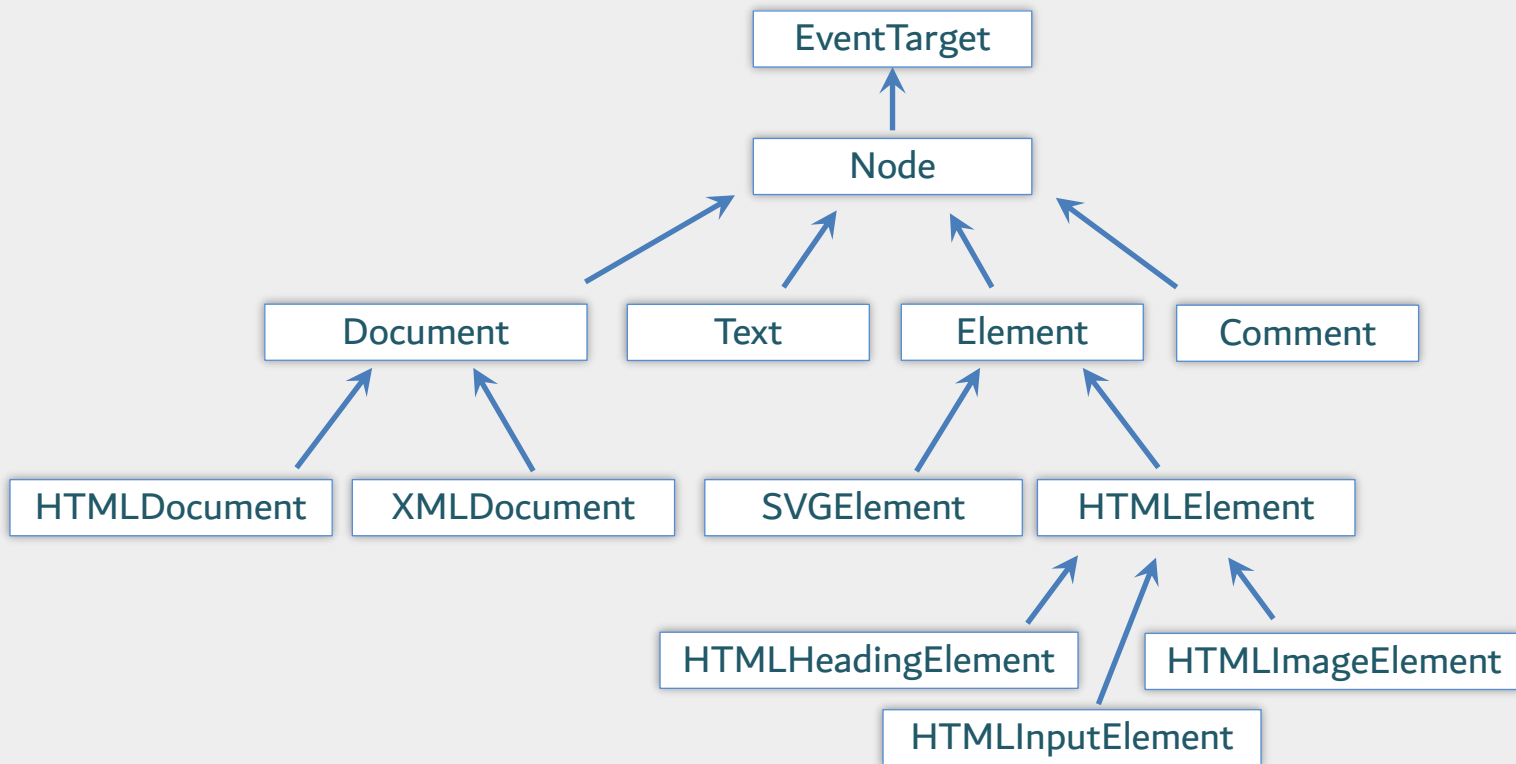 EventTarget
Node
Document
Text
Element
Comment
HTMLDocument
XMLDocument
SVGElement
HTMLElement
HTMLHeadingElement
HTMLImageElement
HTMLInputElement